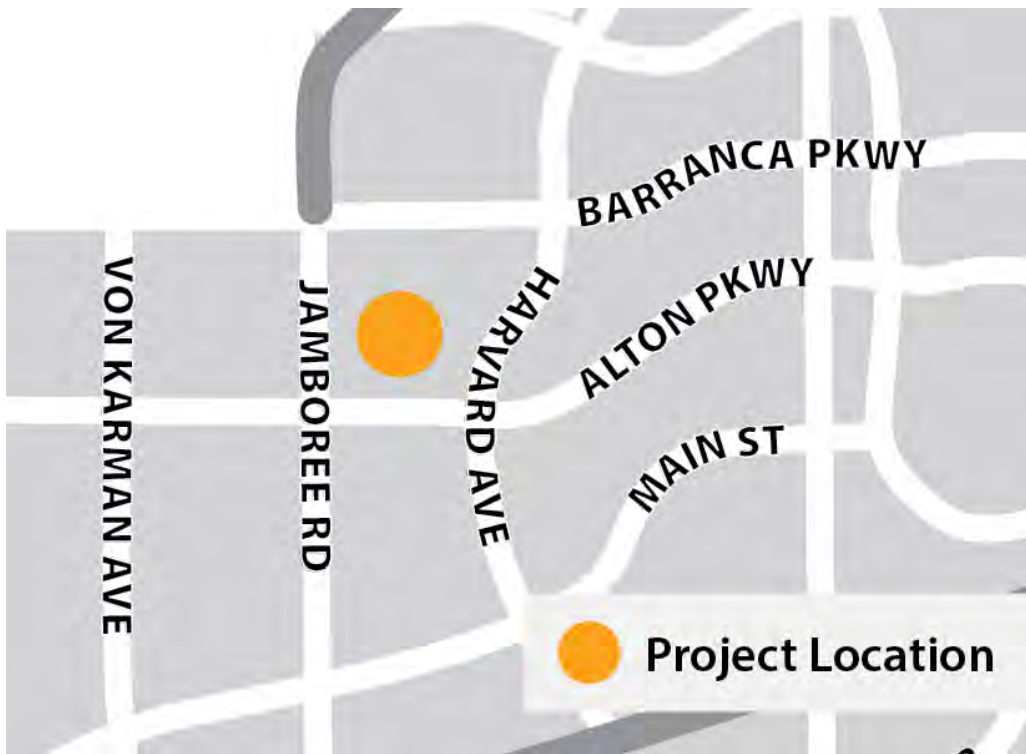 BARRANCA PKWY
VON KARMAN AVE
JAMBOREE RD
HARVARD AVE
ALTON PKWY
MAIN ST
Project Location